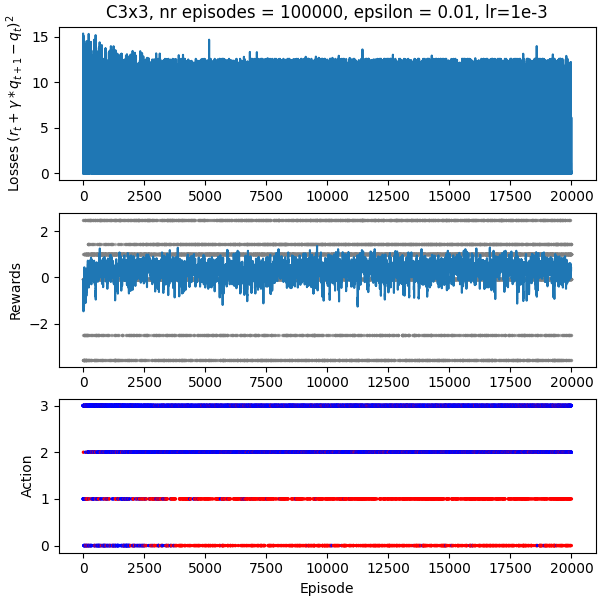 C3x3, nr episodes = 100000, epsilon = 0.01, lr=1e-3
Losses $(r_t + \gamma * q_{t+1} - q_t)^2$
15
10
5
0
0 2500 5000 7500 10000 12500 15000 17500 20000
Rewards
2
0
−2
0 2500 5000 7500 10000 12500 15000 17500 20000
Action
3
2
1
0
0 2500 5000 7500 10000 12500 15000 17500 20000
Episode